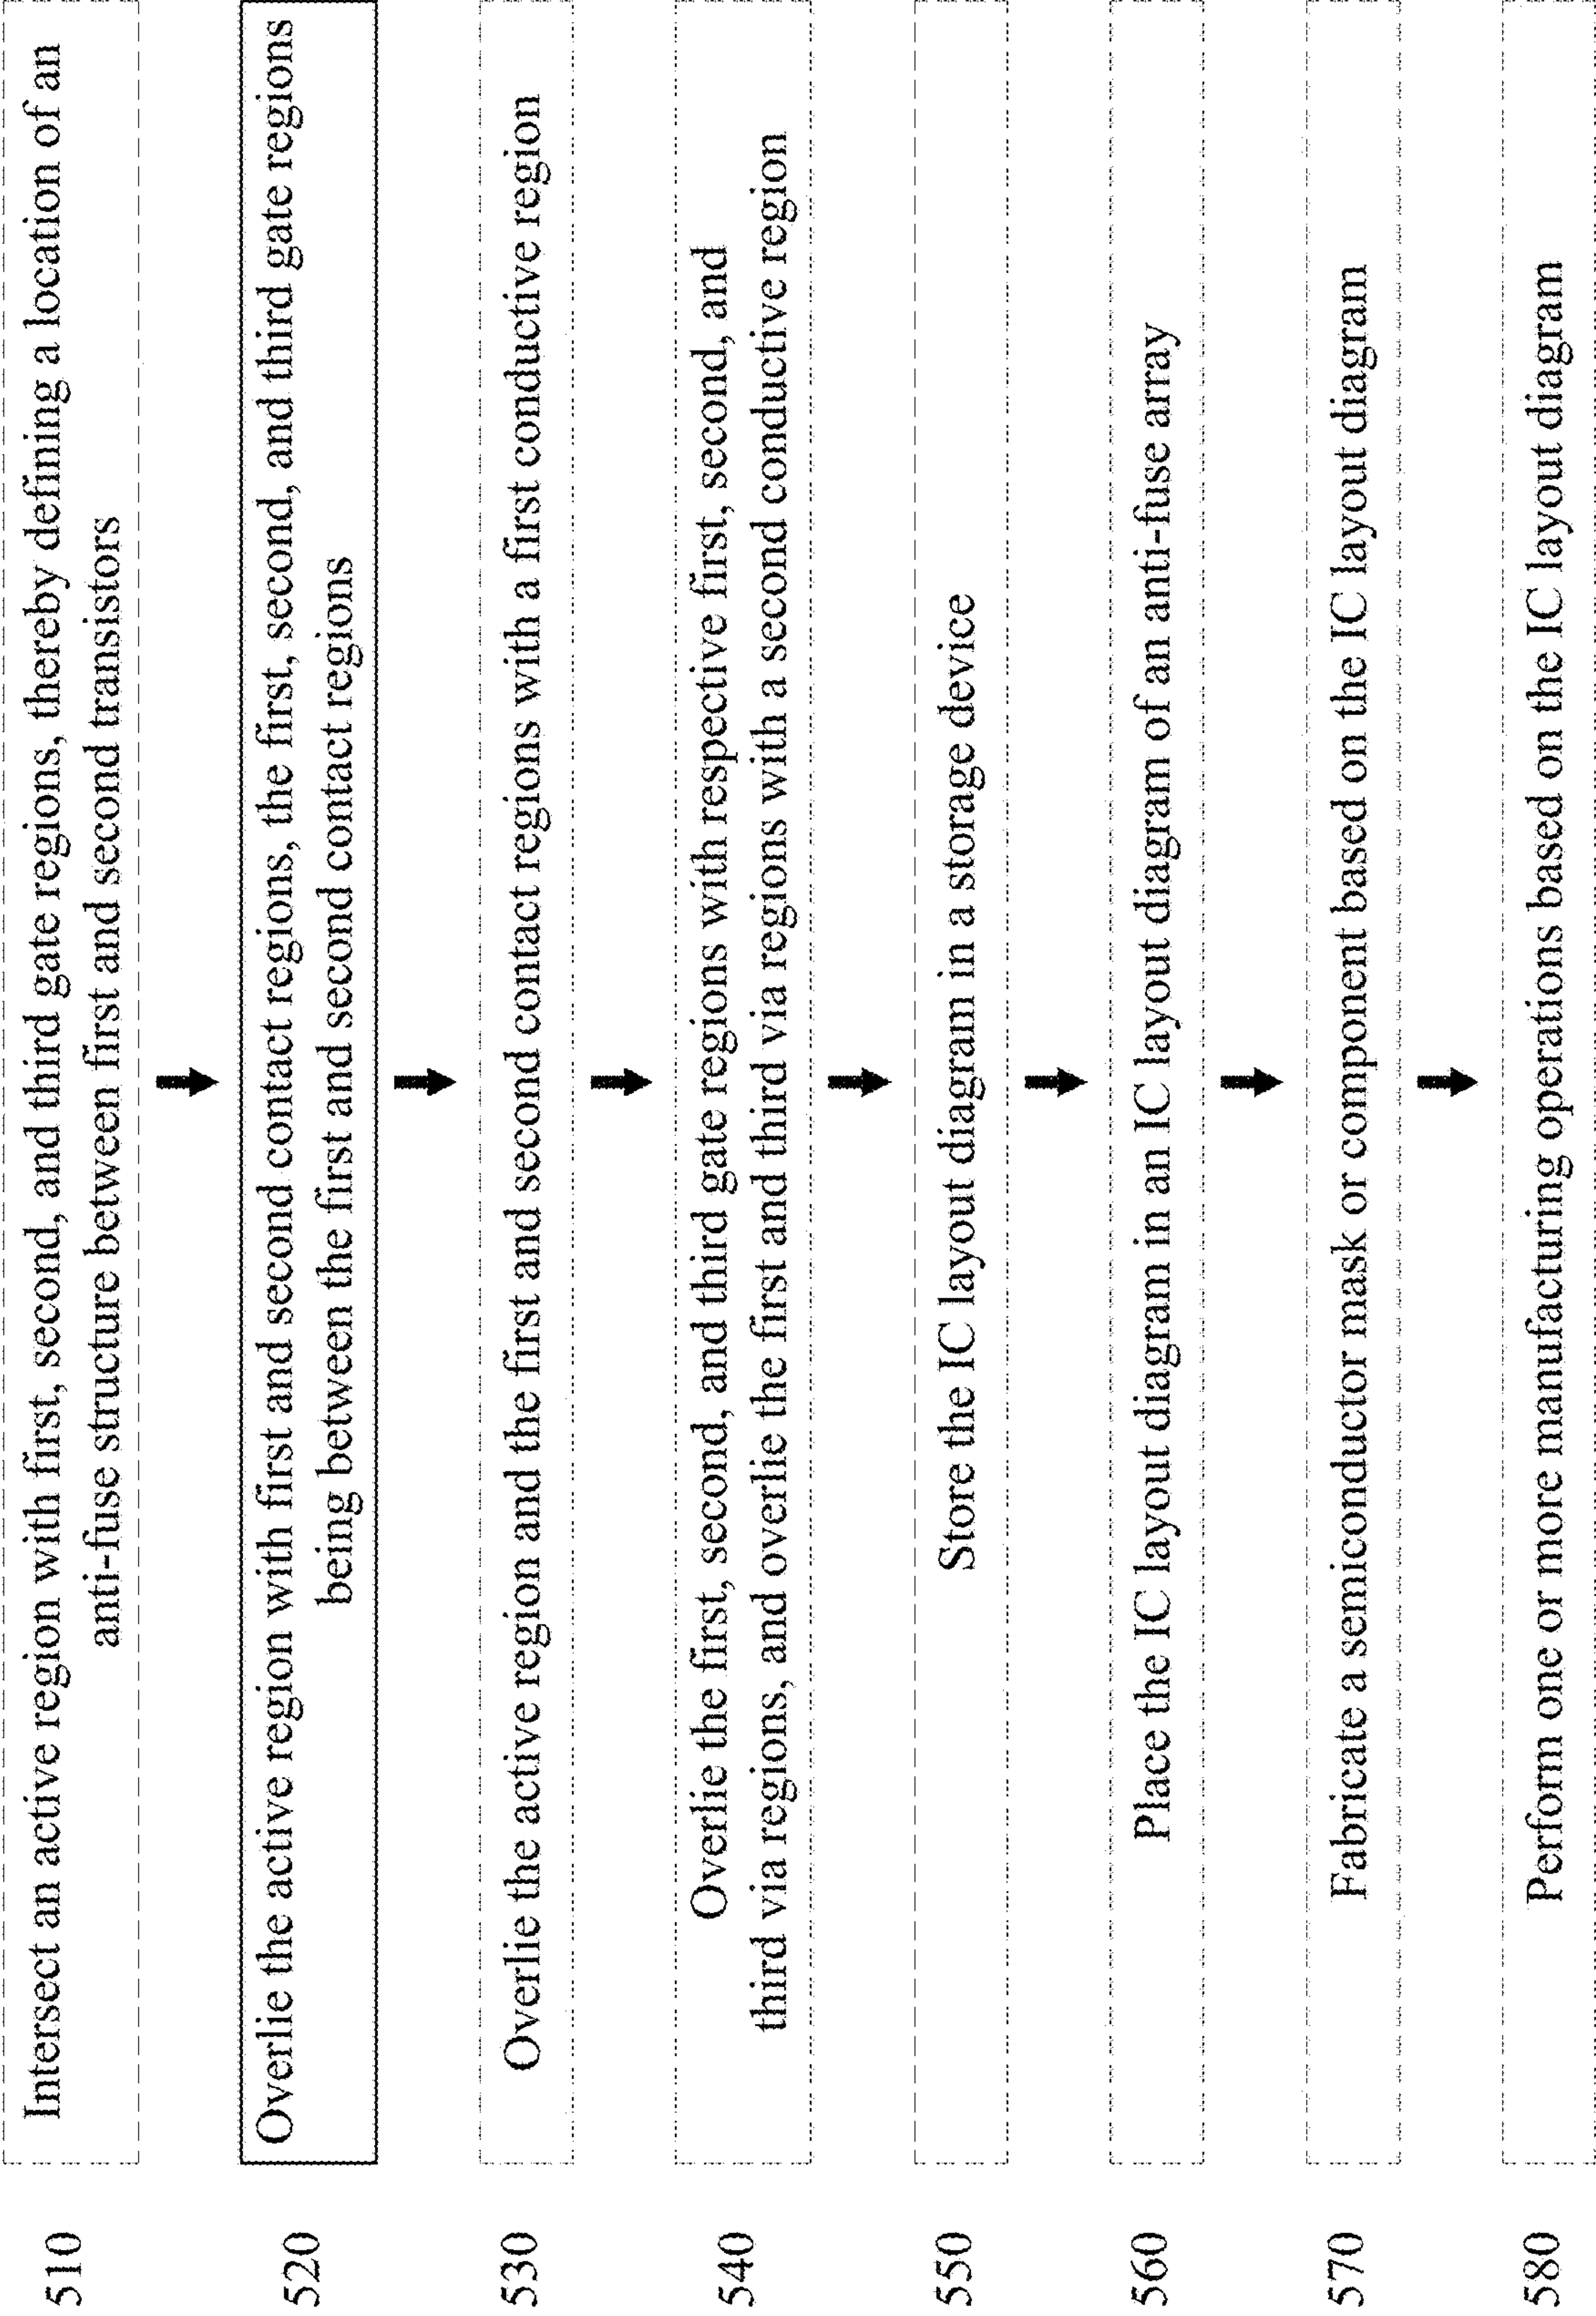 510
Intersect an active region with first, second, and third gate regions, thereby defining a location of an
anti-fuse structure between first and second transistors
520
Overlie the active region with first and second contact regions, the first, second, and third gate regions
being between the first and second contact regions
530
Overlie the active region and the first and second contact regions with a first conductive region
540
Overlie the first, second, and third gate regions with respective first, second, and
third via regions, and overlie the first and third via regions with a second conductive region
550
Store the IC layout diagram in a storage device
560
Place the IC layout diagram in an IC layout diagram of an anti-fuse array
570
Fabricate a semiconductor mask or component based on the IC layout diagram
580
Perform one or more manufacturing operations based on the IC layout diagram